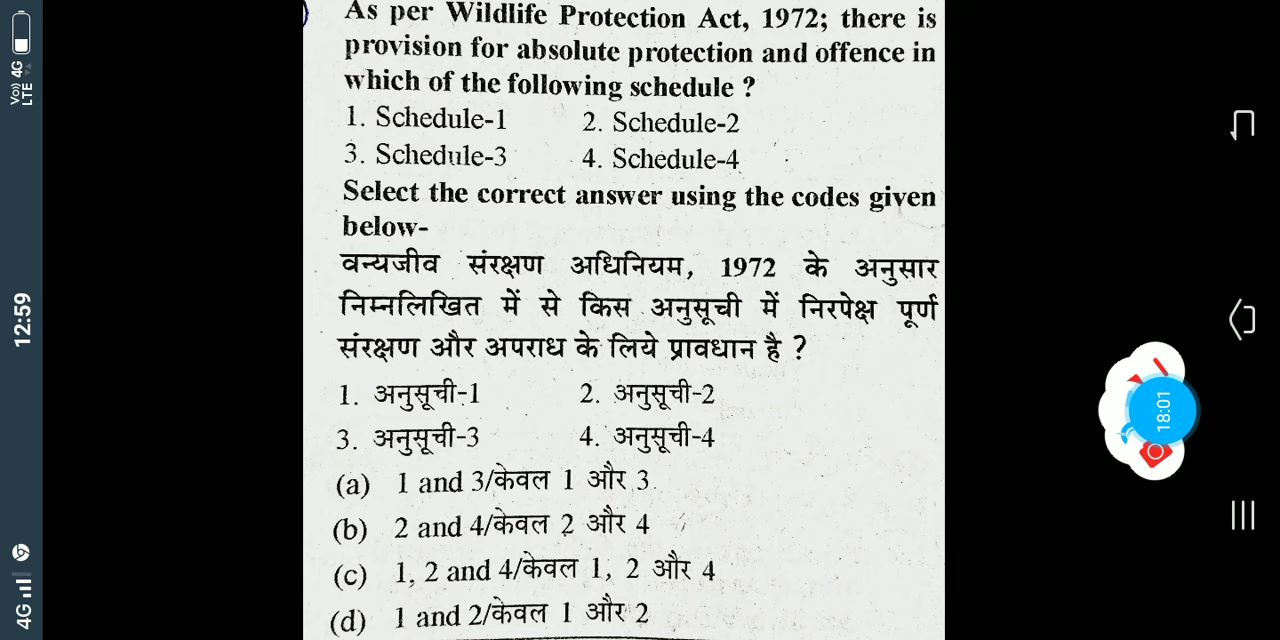 As per Wildlife Protection Act, 1972; there is
provision for absolute protection and offence in
which of the following schedule ?
1. Schedule-1 2. Schedule-2
3. Schedule-3 4. Schedule-4
Select the correct answer using the codes given
below-
वन्यजीव संरक्षण अधिनियम, 1972 के अनुसार
निम्नलिखित में से किस अनुसूची में निरपेक्ष पूर्ण
संरक्षण और अपराध के लिये प्रावधान है ?
1. अनुसूची-1 2. अनुसूची-2
3. अनुसूची-3 4. अनुसूची-4
(a) 1 and 3/केवल 1 और 3
(b) 2 and 4/केवल 2 और 4
(c) 1, 2 and 4/केवल 1, 2 और 4
(d) 1 and 2/केवल 1 और 2
4G
12:59
Vo)) 4G
LTE
18:01